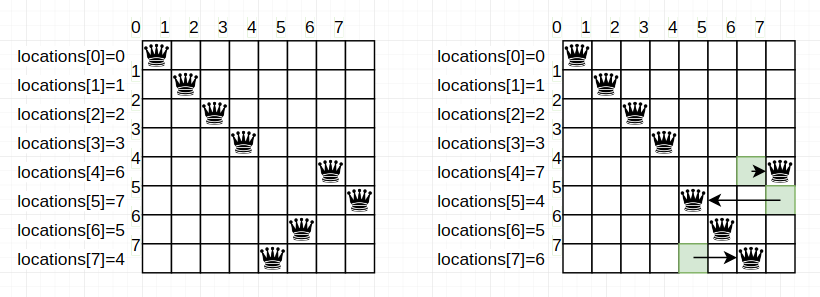 0 1 2 3 4 5 6 7
locations[0]=0
1
locations[1]=1
2
locations[2]=2
3
locations[3]=3
4
locations[4]=6
5
locations[5]=7
6
locations[6]=5
7
locations[7]=4
0 1 2 3 4 5 6 7
locations[0]=0
1
locations[1]=1
2
locations[2]=2
3
locations[3]=3
4
locations[4]=7
5
locations[5]=4
6
locations[6]=5
7
locations[7]=6